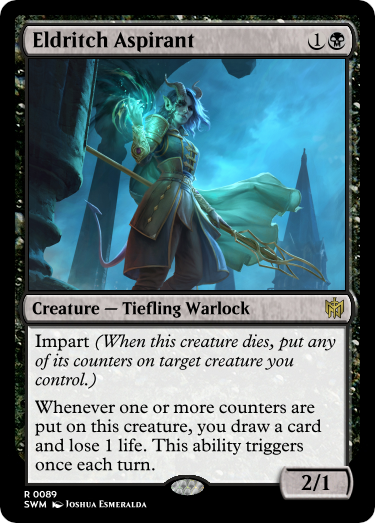 Eldritch Aspirant 1
Creature — Tiefling Warlock
Impart (When this creature dies, put any
of its counters on target creature you
control.)
Whenever one or more counters are
put on this creature, you draw a card
and lose 1 life. This ability triggers
once each turn.
2/1
R 0089
SWM Joshua Esmeralda